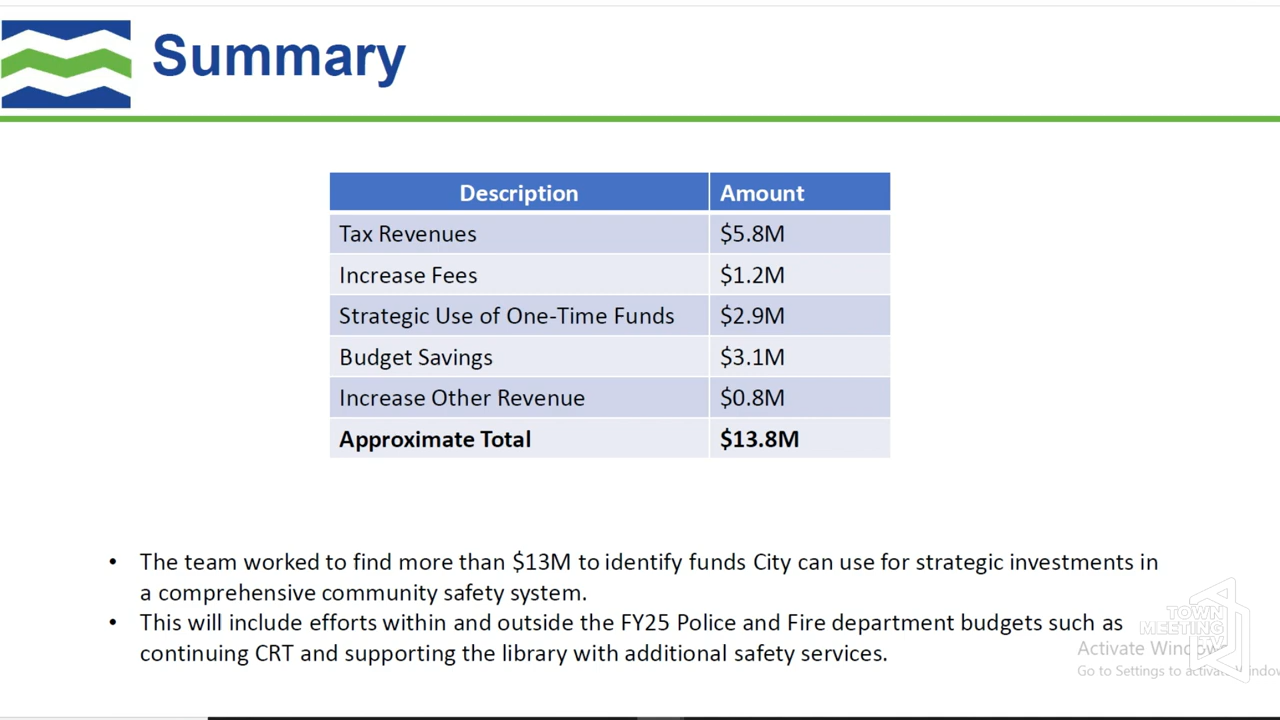 Summary
Description Amount
Tax Revenues $5.8M
Increase Fees $1.2M
Strategic Use of One-Time Funds $2.9M
Budget Savings $3.1M
Increase Other Revenue $0.8M
Approximate Total $13.8M
• The team worked to find more than $13M to identify funds City can use for strategic investments in
a comprehensive community safety system.
• This will include efforts within and outside the FY25 Police and Fire department budgets such as
continuing CRT and supporting the library with additional safety services.
TOWN
MEETING
TV
Activate Windows
Go to Settings to activate Windows